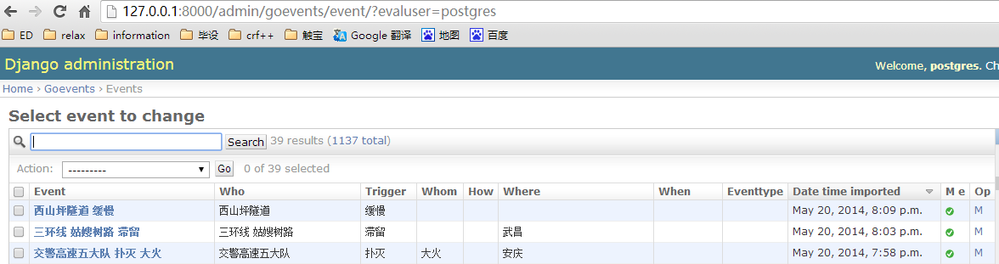 127.0.0.1:8000/admin/goevents/event/?evaluser=postgres
ED relax information 毕设 crf++ 触宝 Google 翻译 地图 百度
Django administration Welcome, postgres. Ch
Home › Goevents › Events
Select event to change
Search 39 results (1137 total)
Action: --------- Go 0 of 39 selected
Event Who Trigger Whom How Where When Eventtype Date time imported M e Op
西山坪隧道 缓慢 西山坪隧道 缓慢 May 20, 2014, 8:09 p.m. M
三环线 姑嫂树路 滞留 三环线 姑嫂树路 滞留 武昌 May 20, 2014, 8:03 p.m. M
交警高速五大队 扑灭 大火 交警高速五大队 扑灭 大火 安庆 May 20, 2014, 7:58 p.m. M